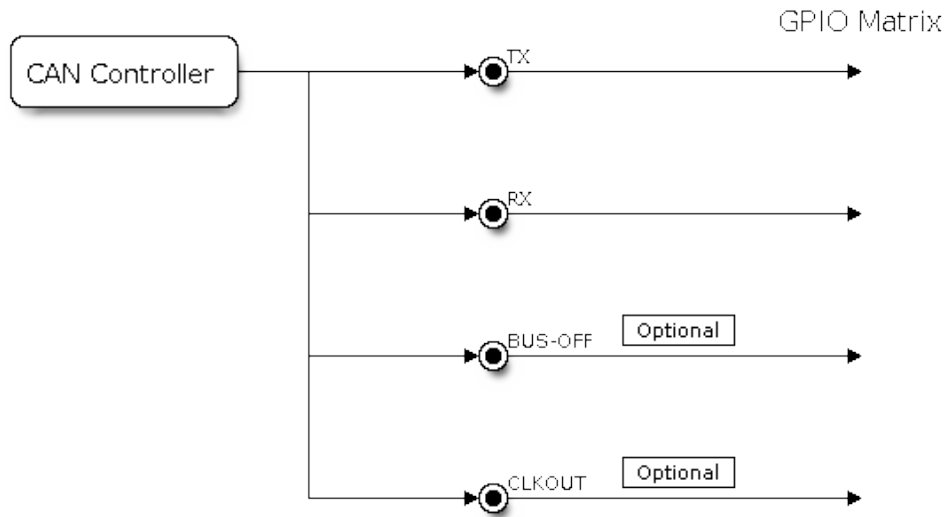 GPIO Matrix
CAN Controller
TX
RX
BUS-OFF
Optional
CLKOUT
Optional